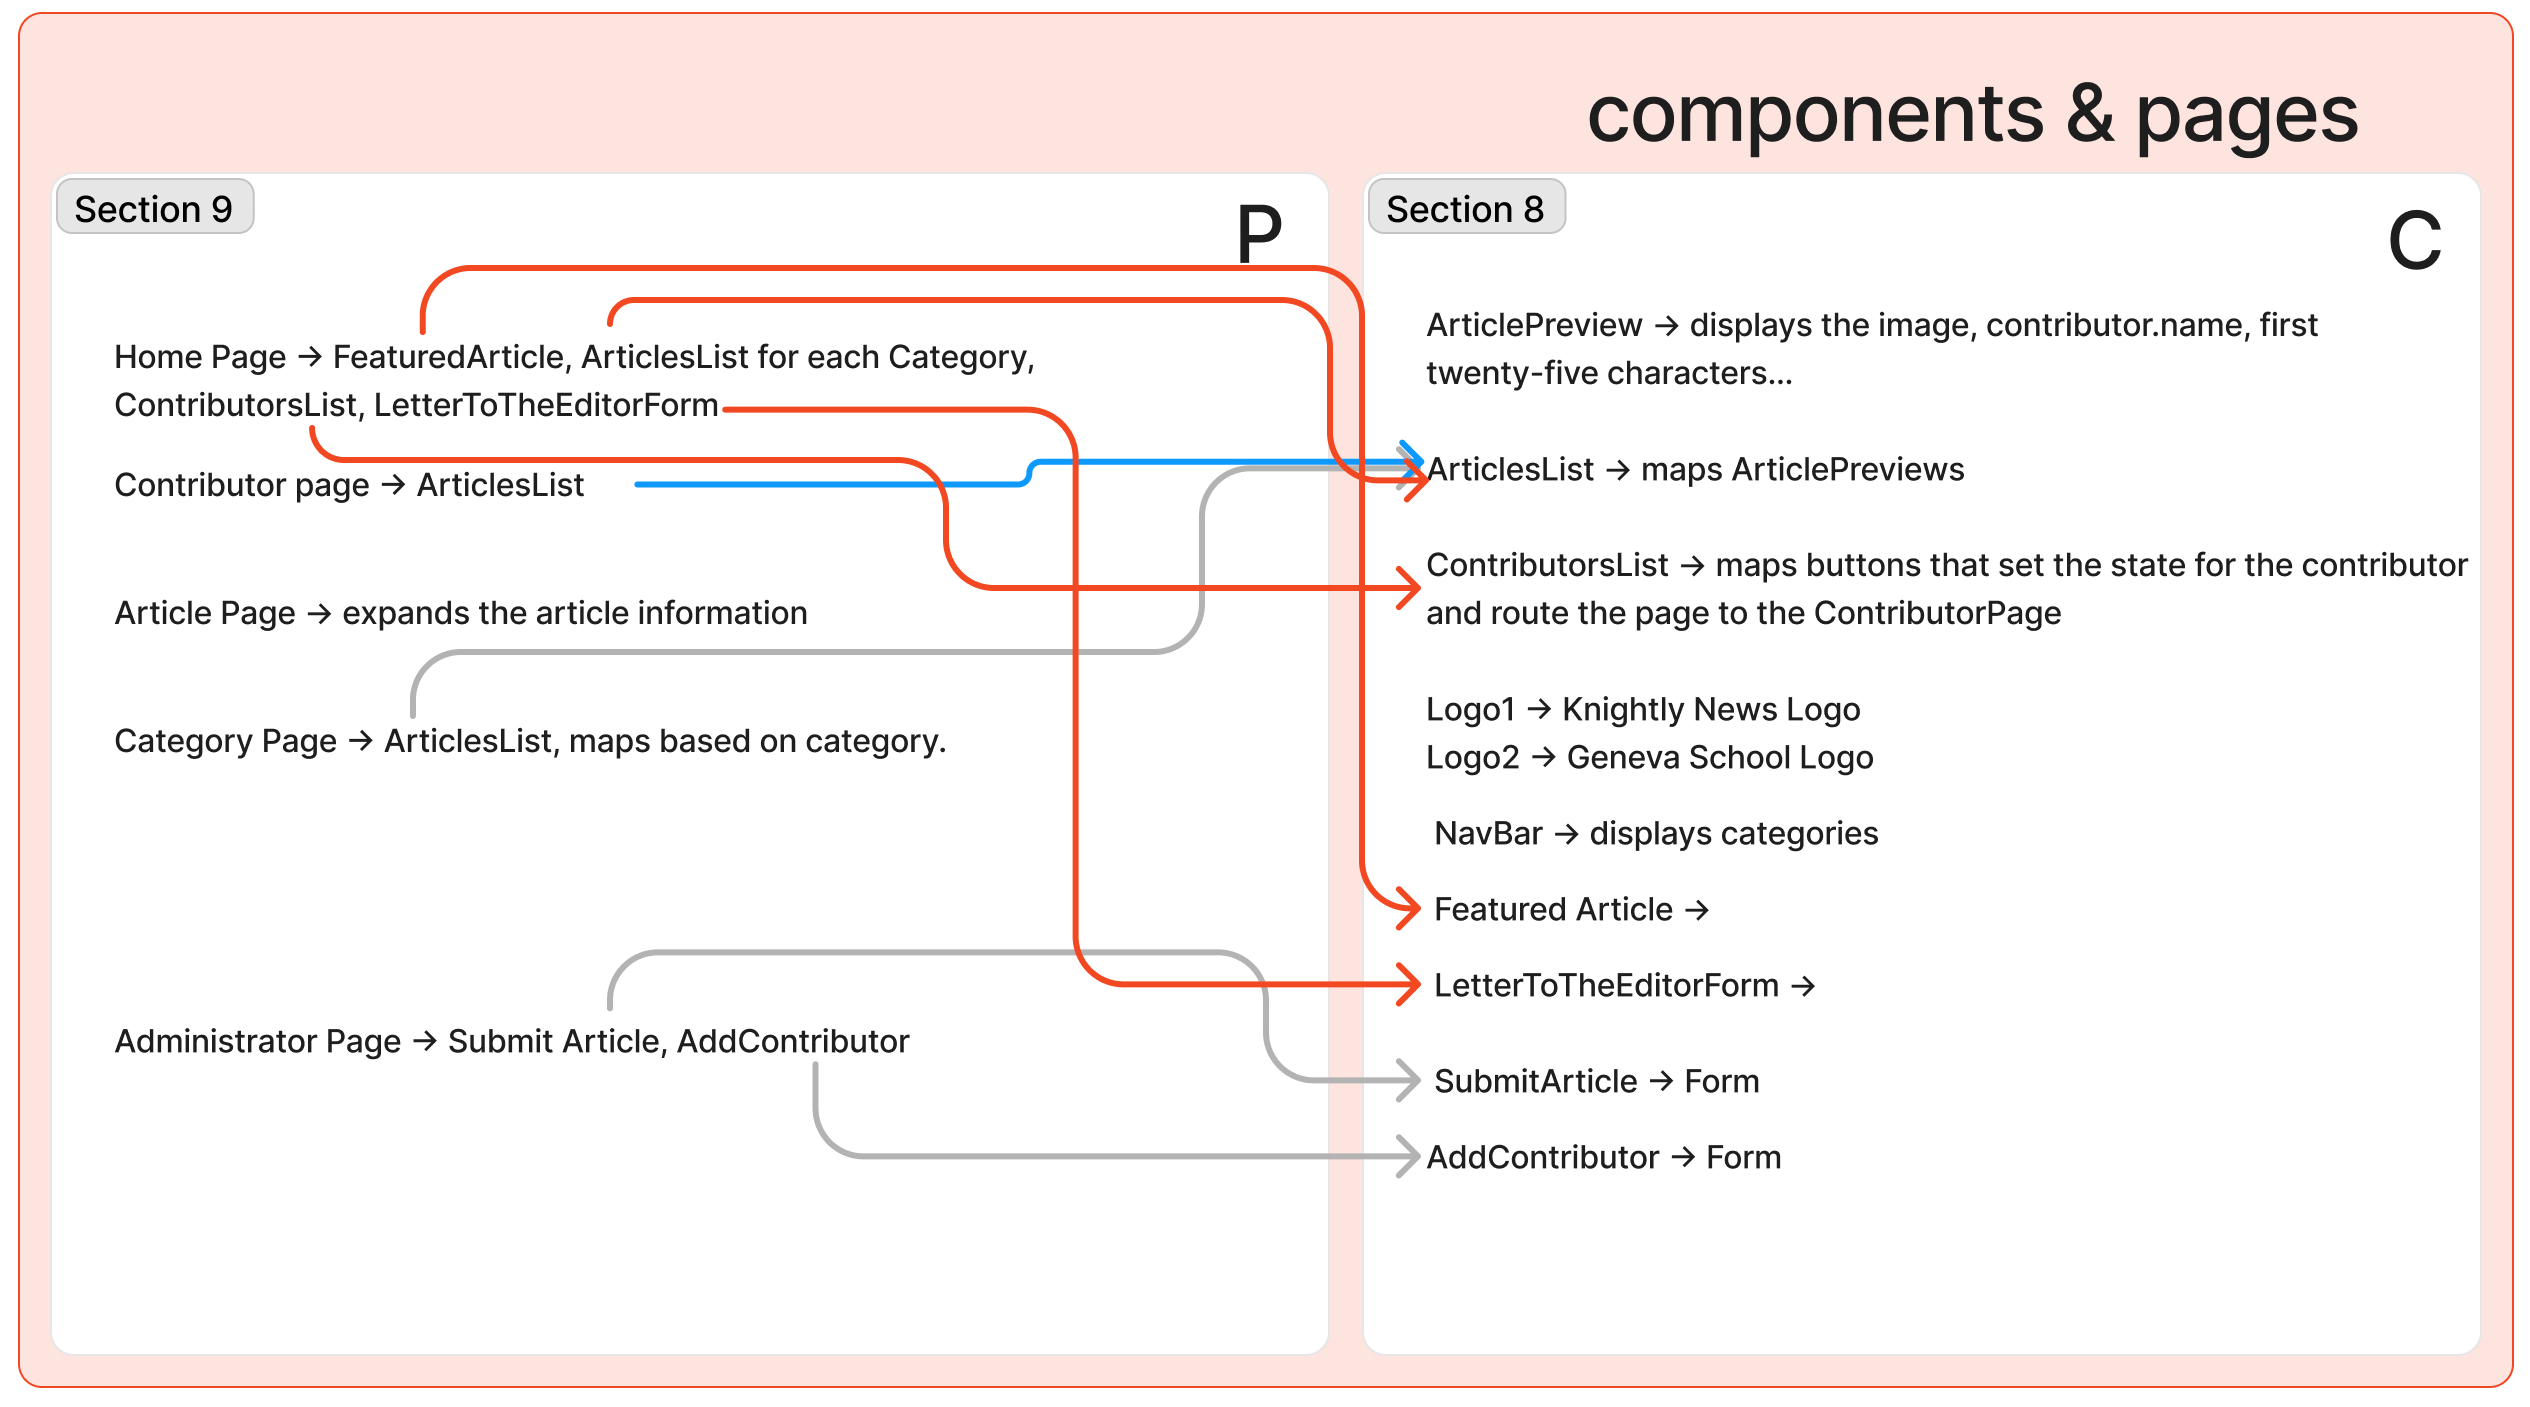 components & pages
Section 9
P
Home Page → FeaturedArticle, ArticlesList for each Category,
ContributorsList, LetterToTheEditorForm
Contributor page → ArticlesList
Article Page → expands the article information
Category Page → ArticlesList, maps based on category.
Administrator Page → Submit Article, AddContributor
Section 8
C
ArticlePreview → displays the image, contributor.name, first
twenty-five characters...
ArticlesList → maps ArticlePreviews
ContributorsList → maps buttons that set the state for the contributor
and route the page to the ContributorPage
Logo1 → Knightly News Logo
Logo2 → Geneva School Logo
NavBar → displays categories
Featured Article →
LetterToTheEditorForm →
SubmitArticle → Form
AddContributor → Form